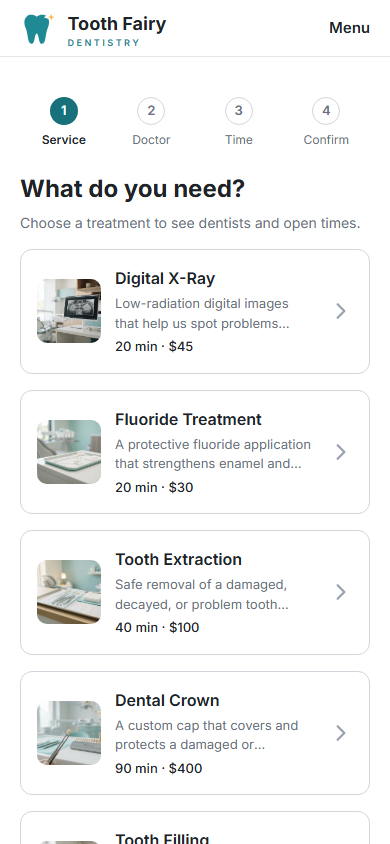 Tooth Fairy
DENTISTRY
Menu
1
2
3
4
Service
Doctor
Time
Confirm
What do you need?
Choose a treatment to see dentists and open times.
Digital X-Ray
Low-radiation digital images
that help us spot problems...
20 min · $45
Fluoride Treatment
A protective fluoride application
that strengthens enamel and...
20 min · $30
Tooth Extraction
Safe removal of a damaged,
decayed, or problem tooth...
40 min · $100
Dental Crown
A custom cap that covers and
protects a damaged or...
90 min · $400
Tooth Filling